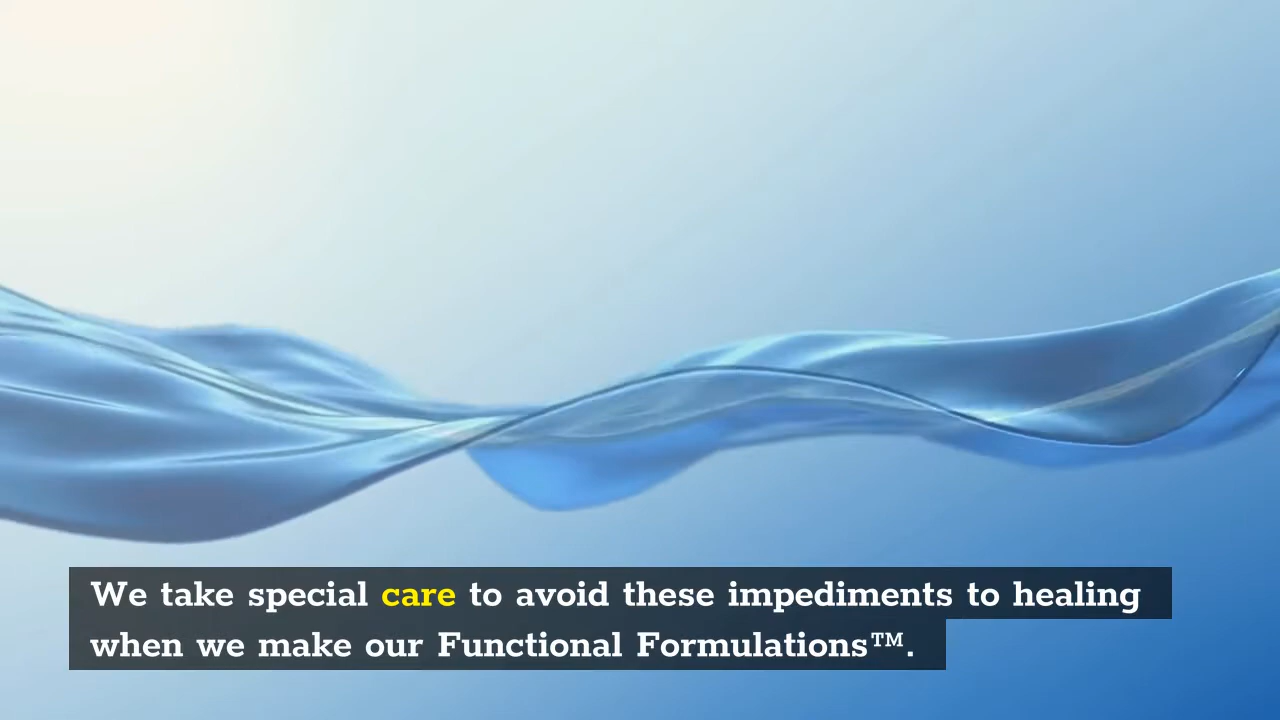 We take special care to avoid these impediments to healing
when we make our Functional Formulations™.